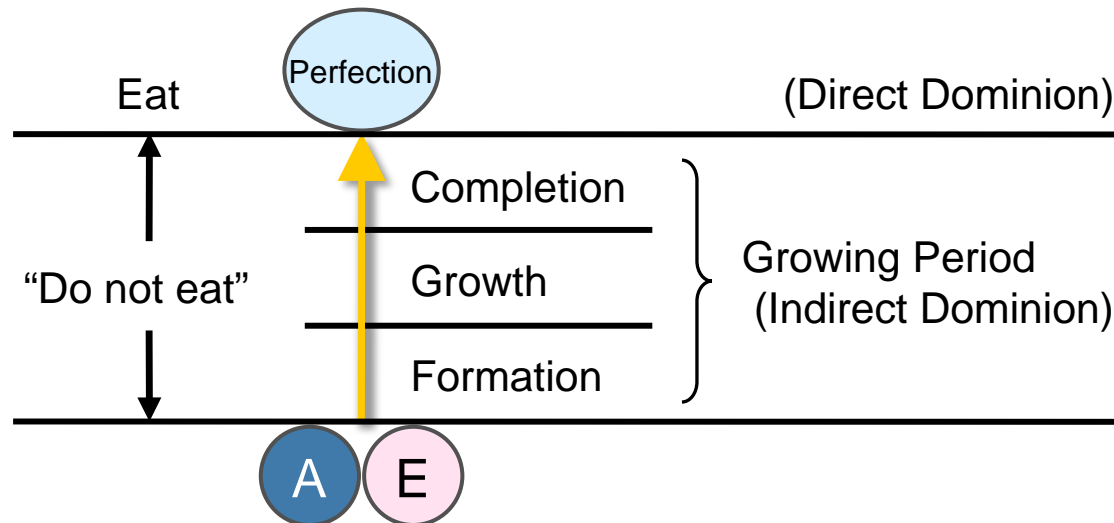 Perfection
Eat
(Direct Dominion)
Completion
“Do not eat”
Growth
Growing Period
(Indirect Dominion)
Formation
A
E